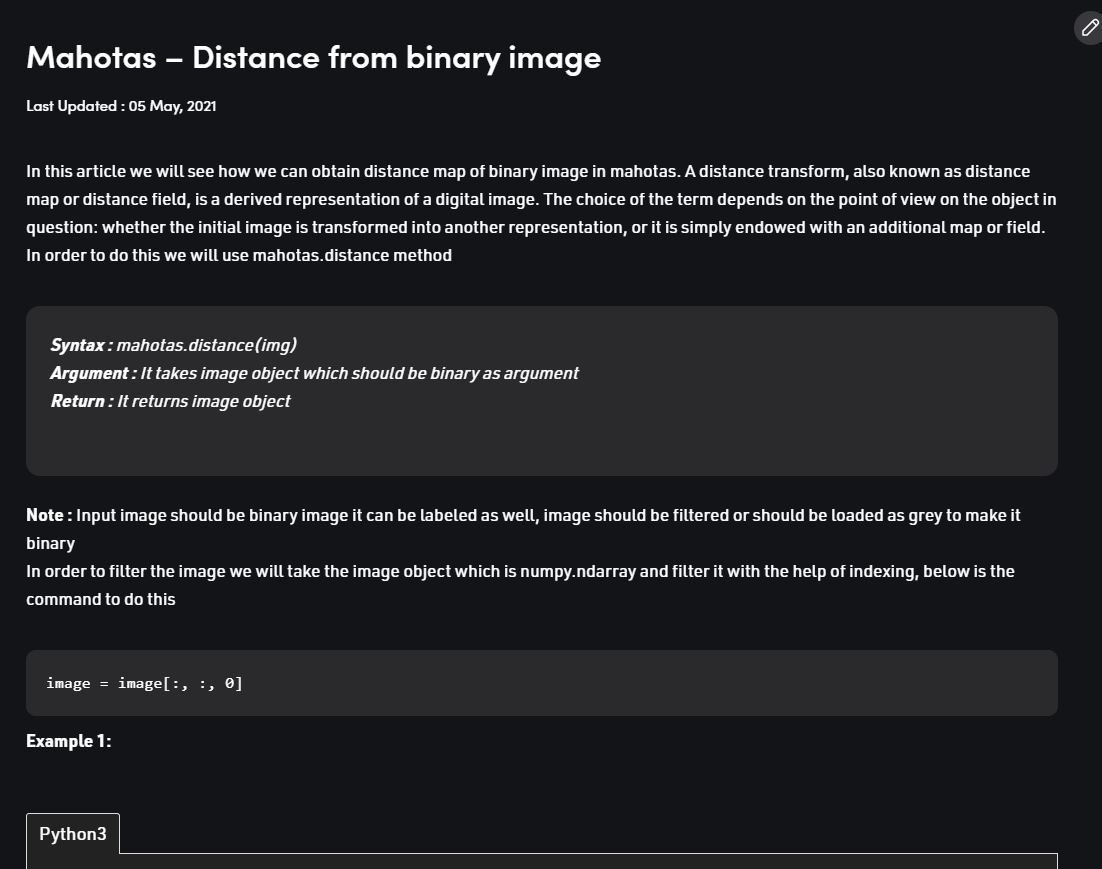 Mahotas – Distance from binary image
Last Updated : 05 May, 2021
In this article we will see how we can obtain distance map of binary image in mahotas. A distance transform, also known as distance
map or distance field, is a derived representation of a digital image. The choice of the term depends on the point of view on the object in
question: whether the initial image is transformed into another representation, or it is simply endowed with an additional map or field.
In order to do this we will use mahotas.distance method
Syntax : mahotas.distance(img)
Argument : It takes image object which should be binary as argument
Return : It returns image object
Note : Input image should be binary image it can be labeled as well, image should be filtered or should be loaded as grey to make it
binary
In order to filter the image we will take the image object which is numpy.ndarray and filter it with the help of indexing, below is the
command to do this
image = image[:, :, 0]
Example 1:
Python3